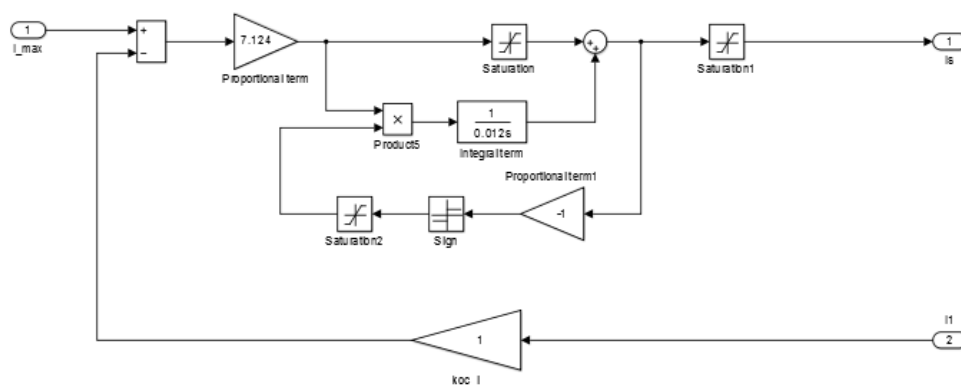 1
I_max
+
−
7.124
Proportional term
Saturation
+
+
Saturation1
1
Is
×
Product5
1
0.012s
Integral term
Proportional term1
-1
Sign
Saturation2
I1
2
1
koc_I